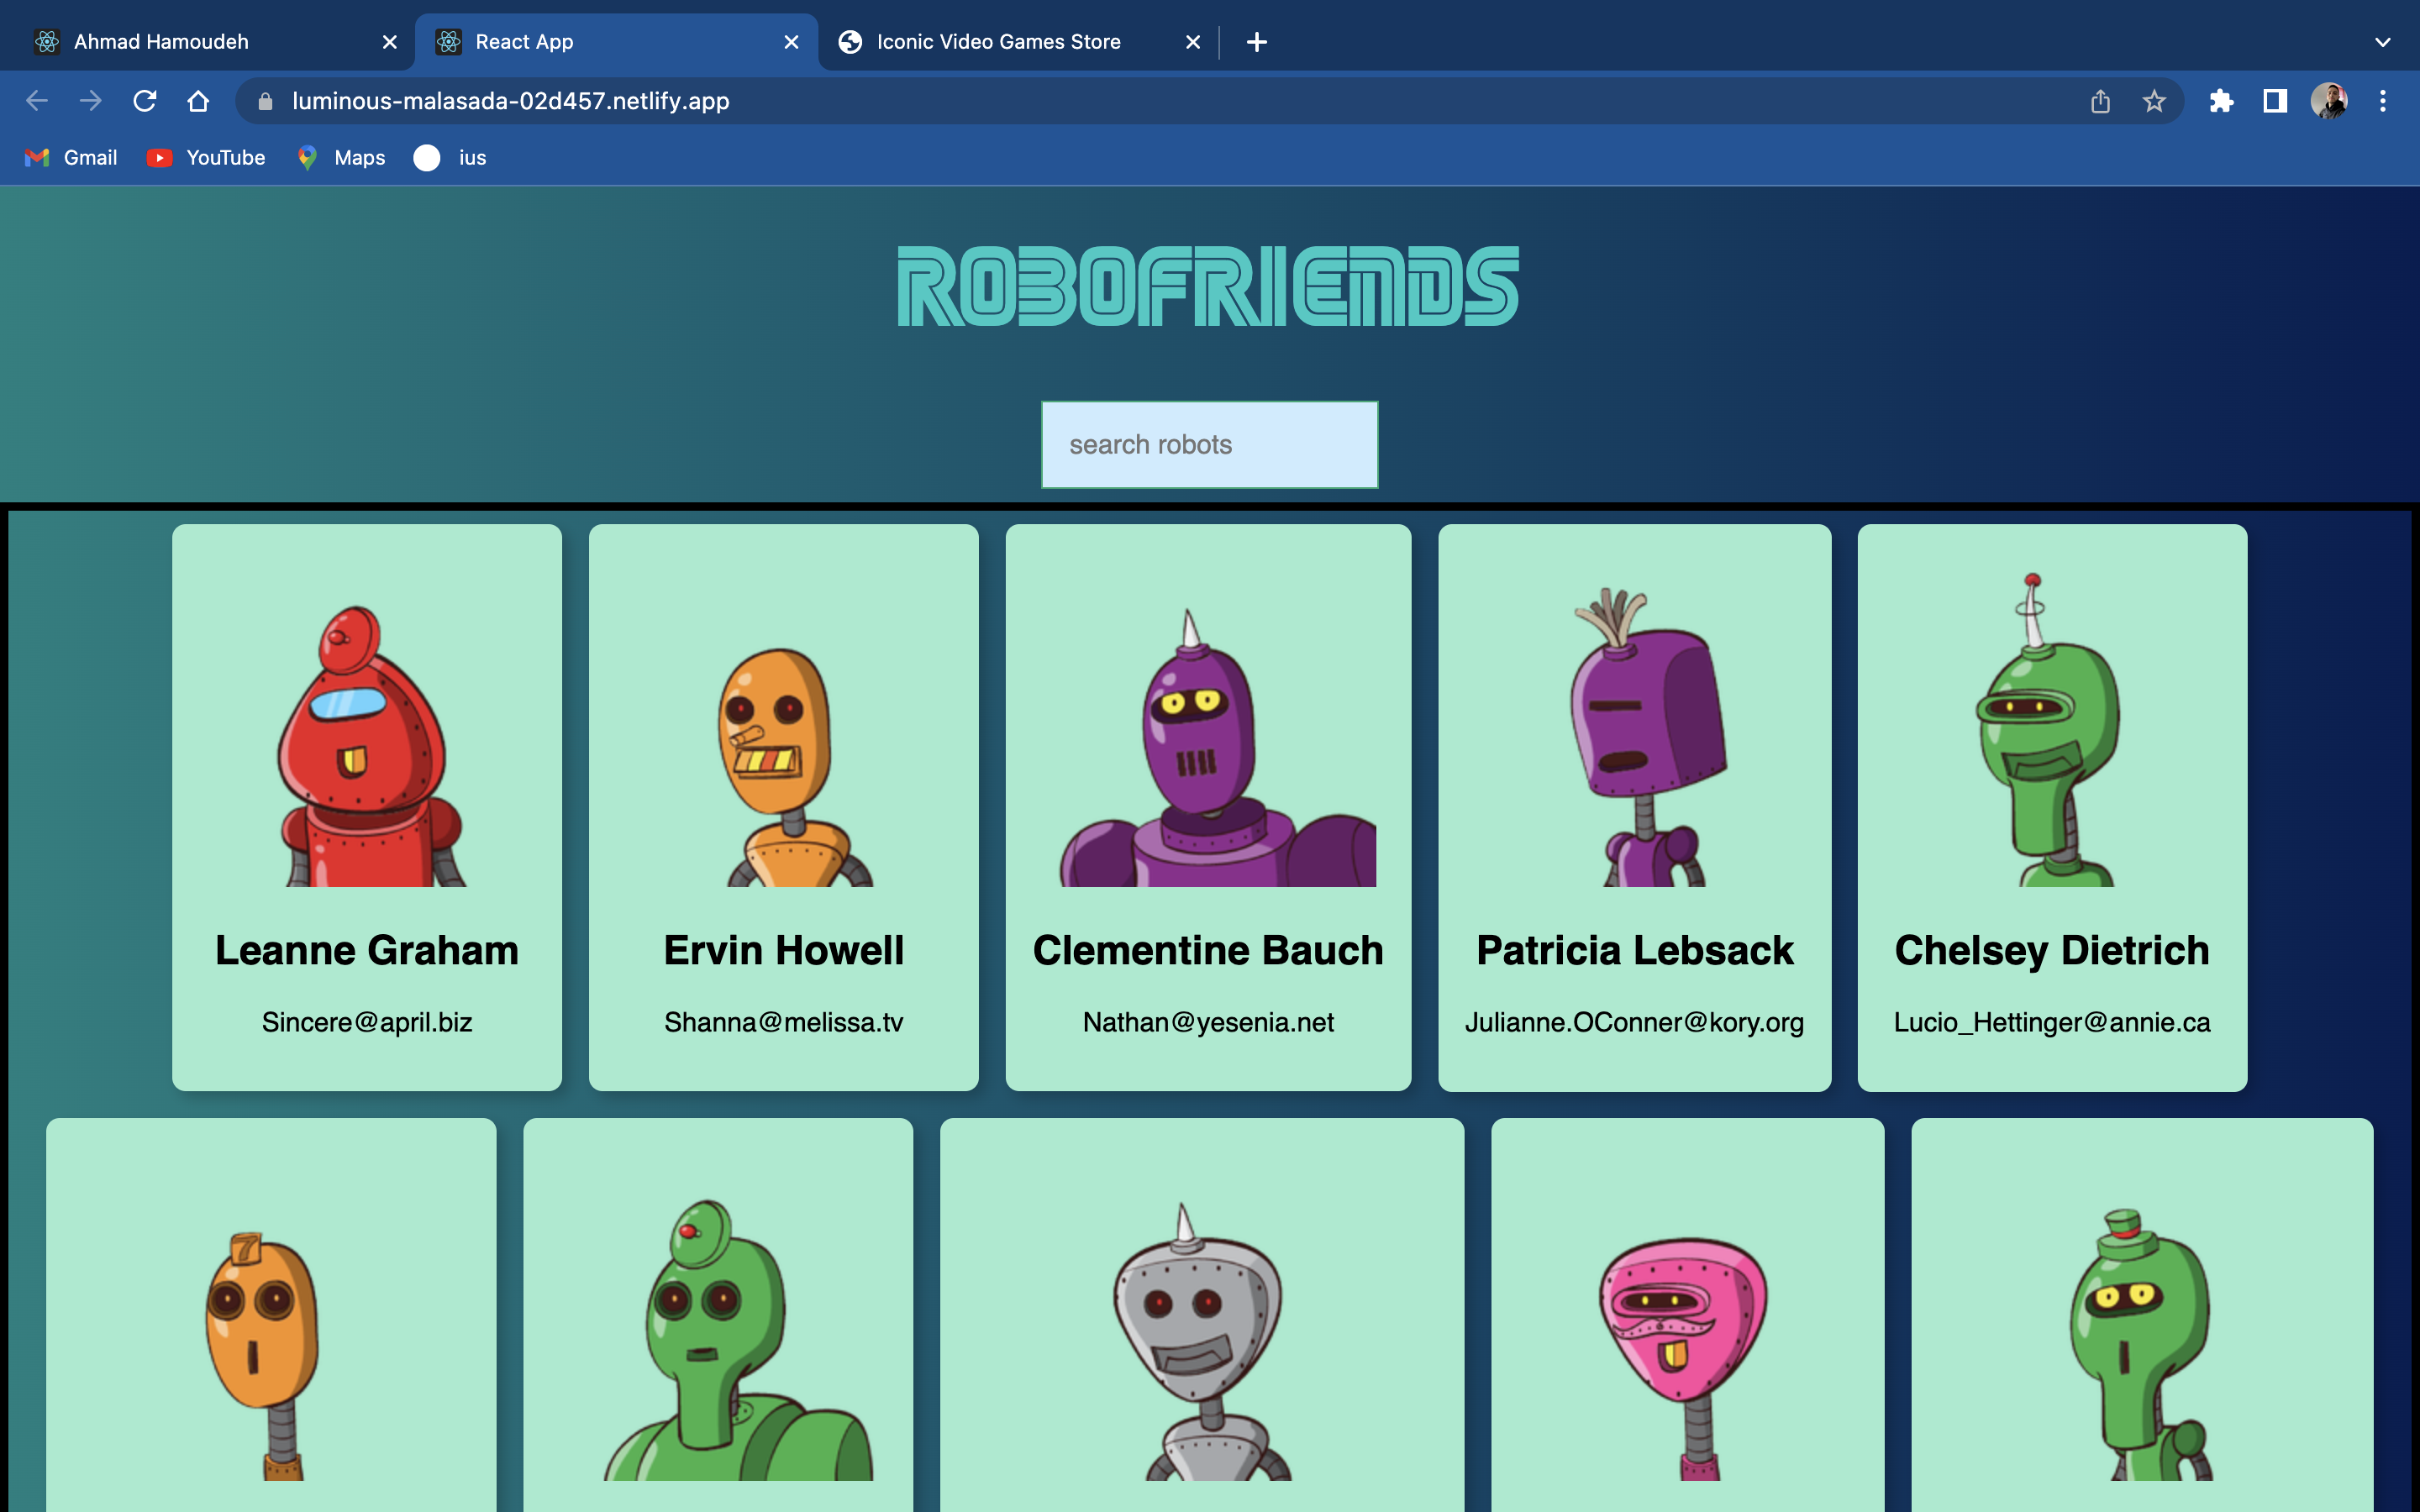 Ahmad Hamoudeh
React App
Iconic Video Games Store
luminous-malasada-02d457.netlify.app
Gmail
YouTube
Maps
ius
ROBOFRIENDS
search robots
Leanne Graham
Sincere@april.biz
Ervin Howell
Shanna@melissa.tv
Clementine Bauch
Nathan@yesenia.net
Patricia Lebsack
Julianne.OConner@kory.org
Chelsey Dietrich
Lucio_Hettinger@annie.ca
7